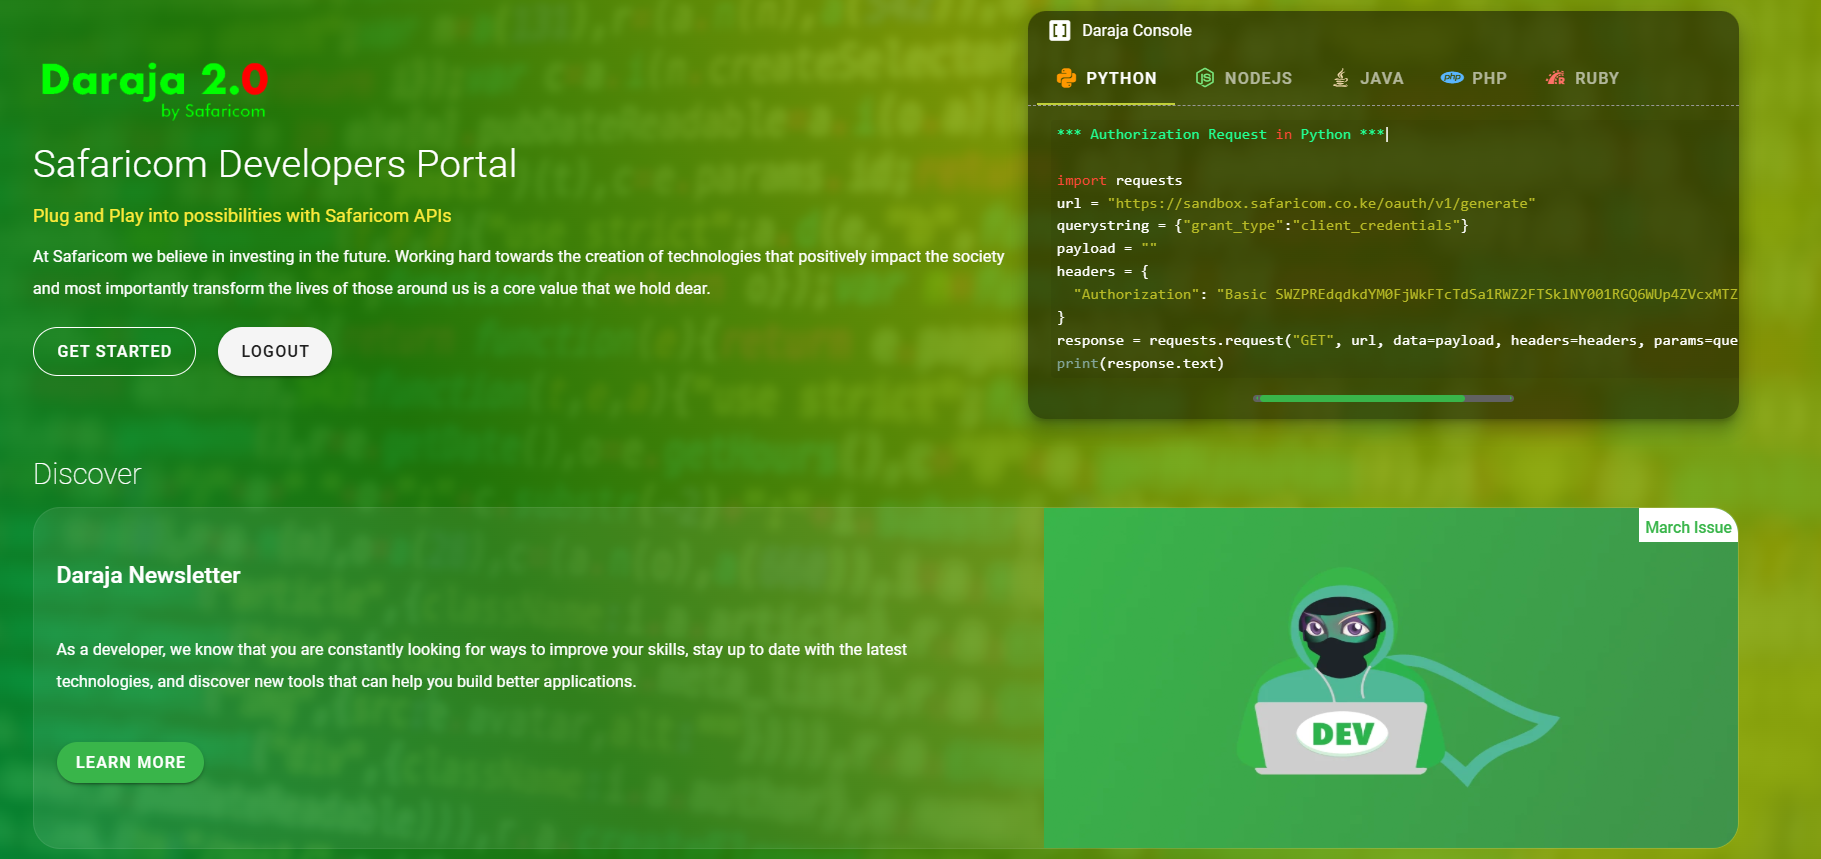 Daraja 2.0
by Safaricom
Safaricom Developers Portal
Plug and Play into possibilities with Safaricom APIs
At Safaricom we believe in investing in the future. Working hard towards the creation of technologies that positively impact the society
and most importantly transform the lives of those around us is a core value that we hold dear.
GET STARTED
LOGOUT
Daraja Console
PYTHON
NODEJS
JAVA
PHP
RUBY
*** Authorization Request in Python ***
import requests
url = "https://sandbox.safaricom.co.ke/oauth/v1/generate"
querystring = {"grant_type":"client_credentials"}
payload = ""
headers = {
"Authorization": "Basic SWZPREdqdkdYM0FjWkFTcTdSa1RWZ2FTSklNY001RGQ6WUp4ZVcxMTZ
}
response = requests.request("GET", url, data=payload, headers=headers, params=que
print(response.text)
Discover
Daraja Newsletter
As a developer, we know that you are constantly looking for ways to improve your skills, stay up to date with the latest
technologies, and discover new tools that can help you build better applications.
LEARN MORE
March Issue
DEV